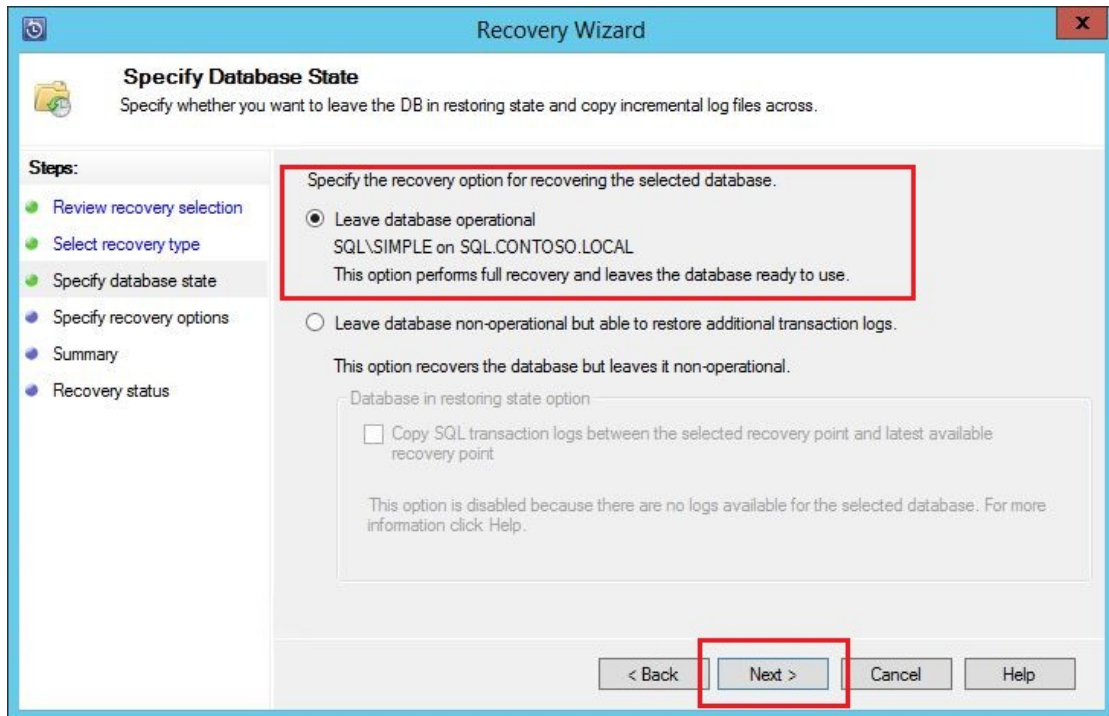 Recovery Wizard
x
Specify Database State
Specify whether you want to leave the DB in restoring state and copy incremental log files across.
Steps:
Review recovery selection
Select recovery type
Specify database state
Specify recovery options
Summary
Recovery status
Specify the recovery option for recovering the selected database.
Leave database operational
SQL\SIMPLE on SQL.CONTOSO.LOCAL
This option performs full recovery and leaves the database ready to use.
Leave database non-operational but able to restore additional transaction logs.
This option recovers the database but leaves it non-operational.
Database in restoring state option
Copy SQL transaction logs between the selected recovery point and latest available
recovery point
This option is disabled because there are no logs available for the selected database. For more
information click Help.
< Back
Next >
Cancel
Help